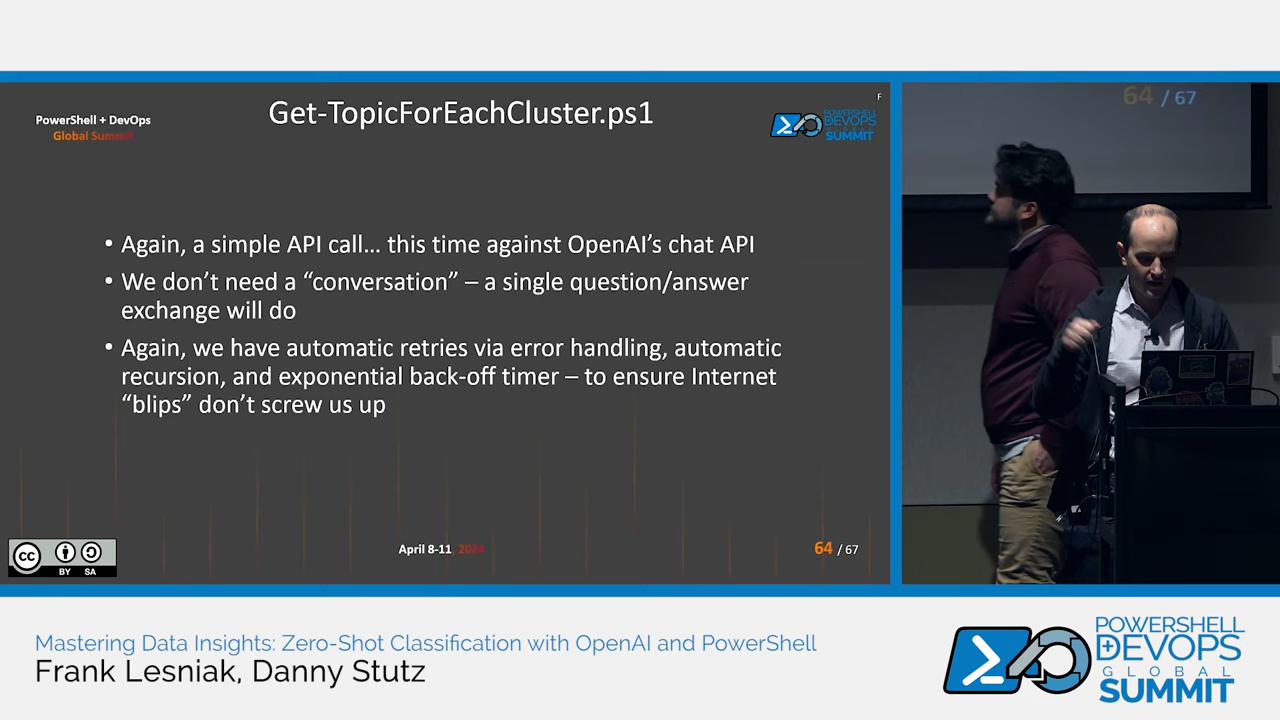 64 / 67
F
PowerShell + DevOps
Global Summit
Get-TopicForEachCluster.ps1
POWERSHELL
DEVOPS
GLOBAL
SUMMIT
• Again, a simple API call… this time against OpenAI’s chat API
• We don’t need a “conversation” – a single question/answer
exchange will do
• Again, we have automatic retries via error handling, automatic
recursion, and exponential back-off timer – to ensure Internet
“blips” don’t screw us up
cc
BY SA
April 8-11, 2024
64 / 67
Mastering Data Insights: Zero-Shot Classification with OpenAI and PowerShell
Frank Lesniak, Danny Stutz
POWERSHELL
DEVOPS
GLOBAL
SUMMIT